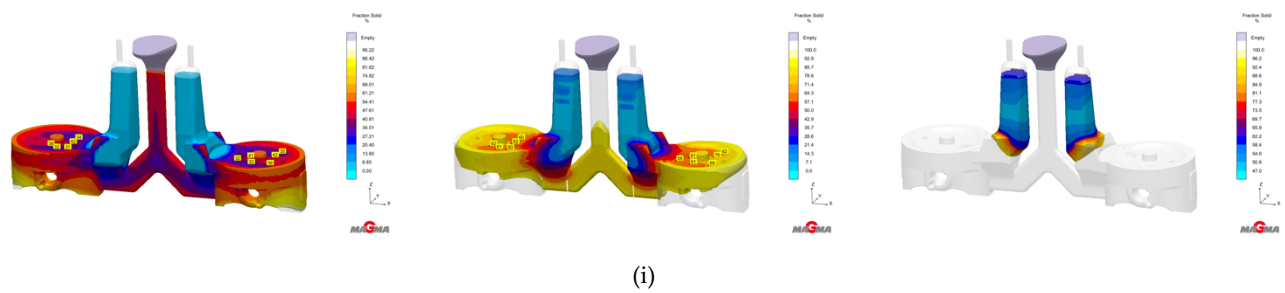 Fraction Solid
%
Empty
95.22
88.42
81.62
74.82
68.01
61.21
54.41
47.61
40.81
34.01
27.20
20.40
13.60
6.80
0.00
Z
Y
X
MAGMA
Fraction Solid
%
Empty
100.0
92.9
85.7
78.6
71.4
64.3
57.1
50.0
42.9
35.7
28.6
21.4
14.3
7.1
0.0
Z
Y
X
MAGMA
Fraction Solid
%
Empty
100.0
96.2
92.4
88.6
84.9
81.1
77.3
73.5
69.7
65.9
62.2
58.4
54.6
50.8
47.0
Z
Y
X
MAGMA
(i)